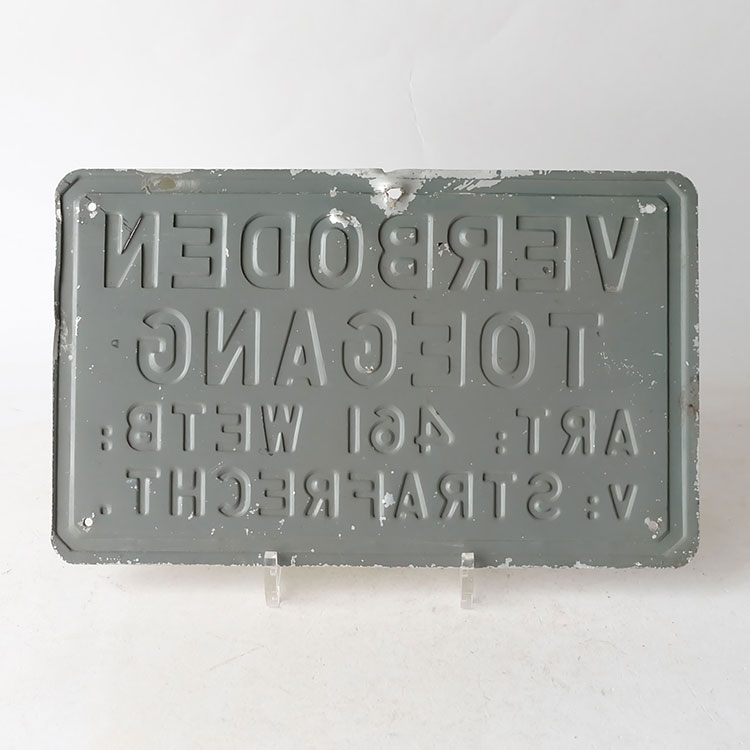 VERBODEN
TOEGANG
ART: 461 WETB:
v: STRAFRECHT.